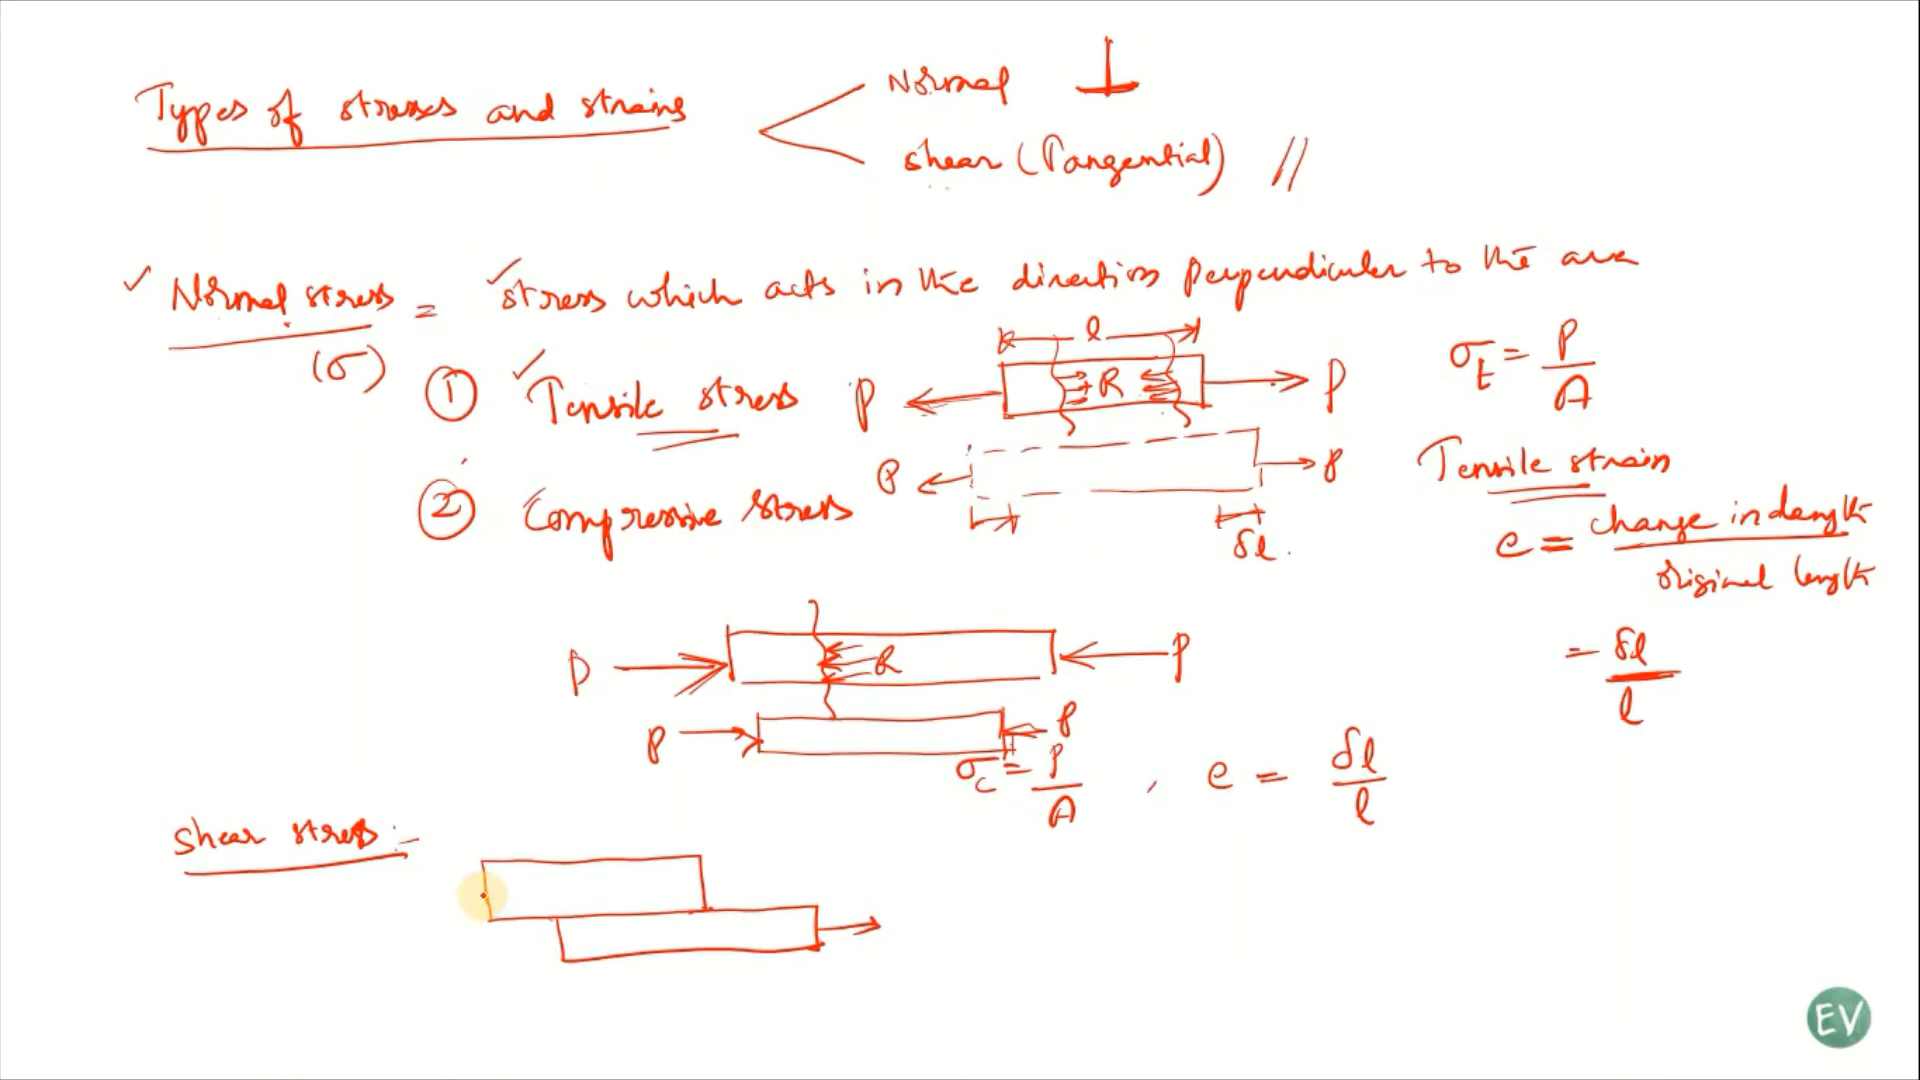 Types of stresses and strains
Normal ⊥
shear (Tangential) //
✓ Normal stress = ✓ stress which acts in the direction perpendicular to the area
(σ)
l
① ✓ Tensile stress P R P
σt = P/A
P P
Tensile strain
② Compressive stress
δl
e = change in length / original length
= δl/l
P R P
P P
σc = P/A , e = δl/l
Shear stress :-
EV